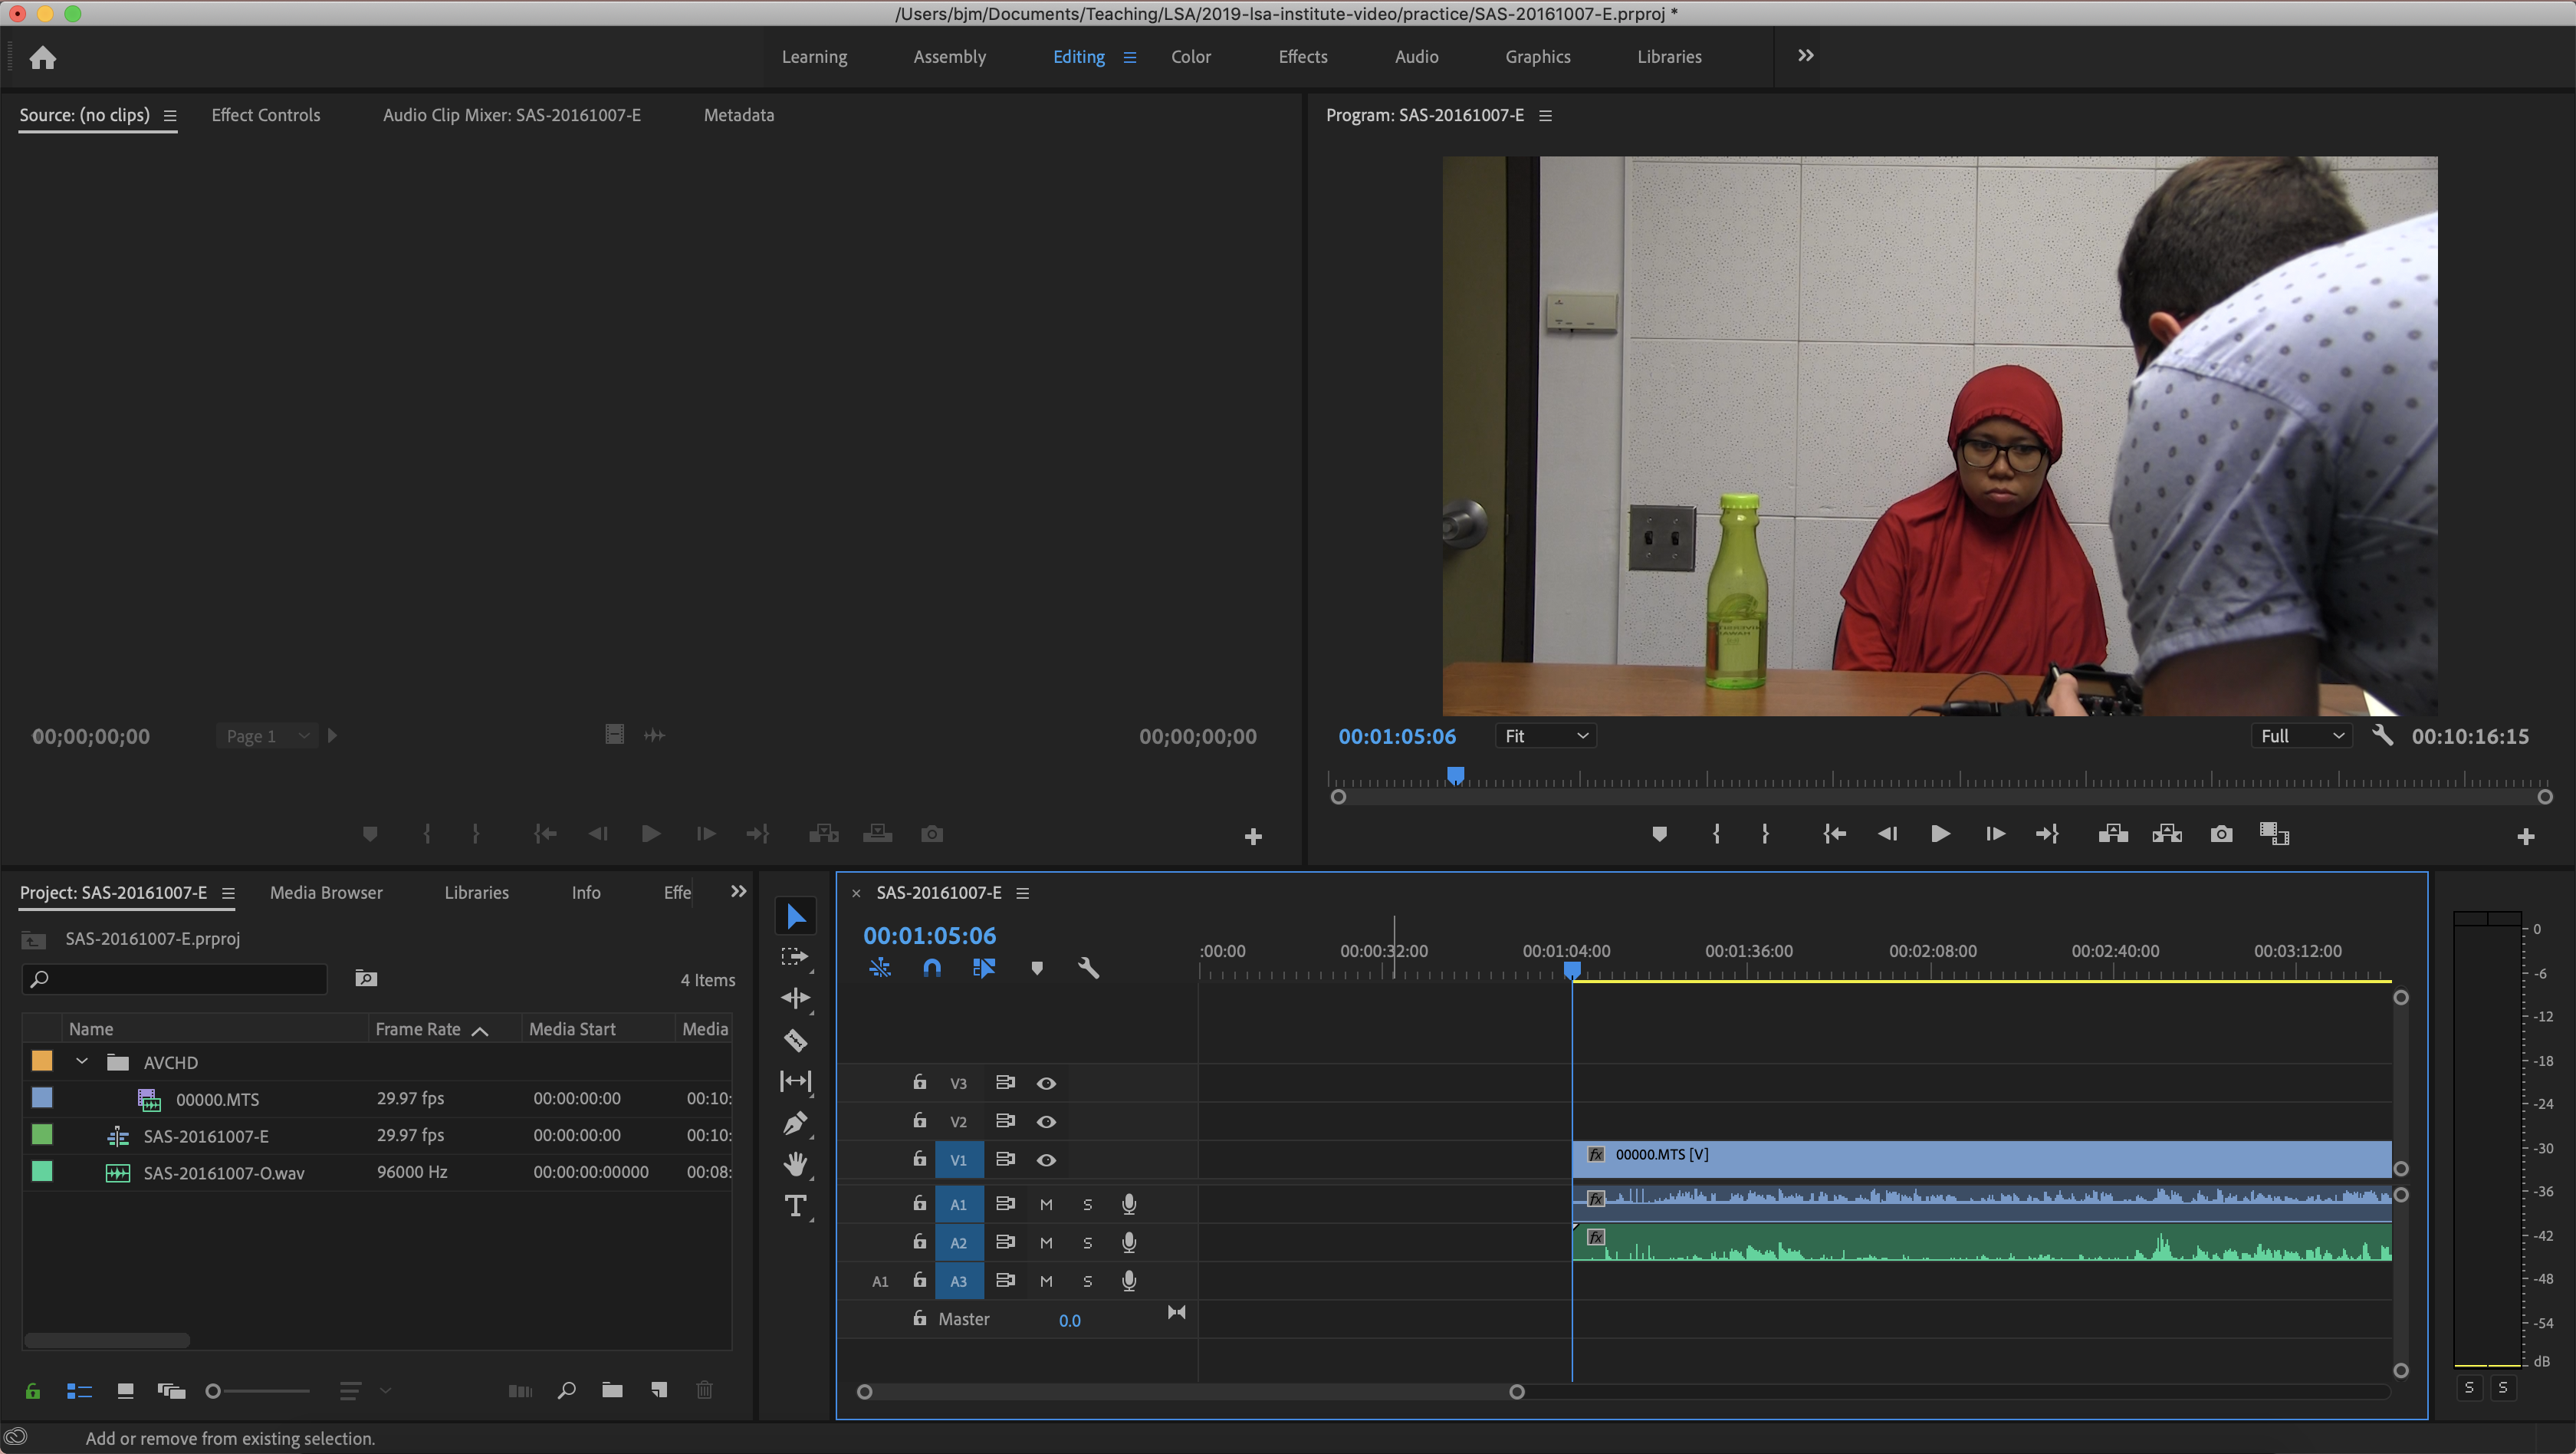 /Users/bjm/Documents/Teaching/LSA/2019-lsa-institute-video/practice/SAS-20161007-E.prproj *
Learning Assembly Editing Color Effects Audio Graphics Libraries
Source: (no clips) Effect Controls Audio Clip Mixer: SAS-20161007-E Metadata
Program: SAS-20161007-E
00;00;00;00 Page 1 00;00;00;00
00:01:05:06 Fit Full 00:10:16:15
Project: SAS-20161007-E Media Browser Libraries Info Effe
SAS-20161007-E.prproj
4 Items
Name Frame Rate Media Start Media
AVCHD
00000.MTS 29.97 fps 00:00:00:00 00:10:
SAS-20161007-E 29.97 fps 00:00:00:00 00:10:
SAS-20161007-O.wav 96000 Hz 00:00:00:00000 00:08:
T
SAS-20161007-E
00:01:05:06
:00:00 00:00:32:00 00:01:04:00 00:01:36:00 00:02:08:00 00:02:40:00 00:03:12:00
V3
V2
V1 fx 00000.MTS [V]
A1 M S fx
A2 M S fx
A1 A3 M S
Master 0.0
0
-6
-12
-18
-24
-30
-36
-42
-48
-54
dB
S S
Add or remove from existing selection.